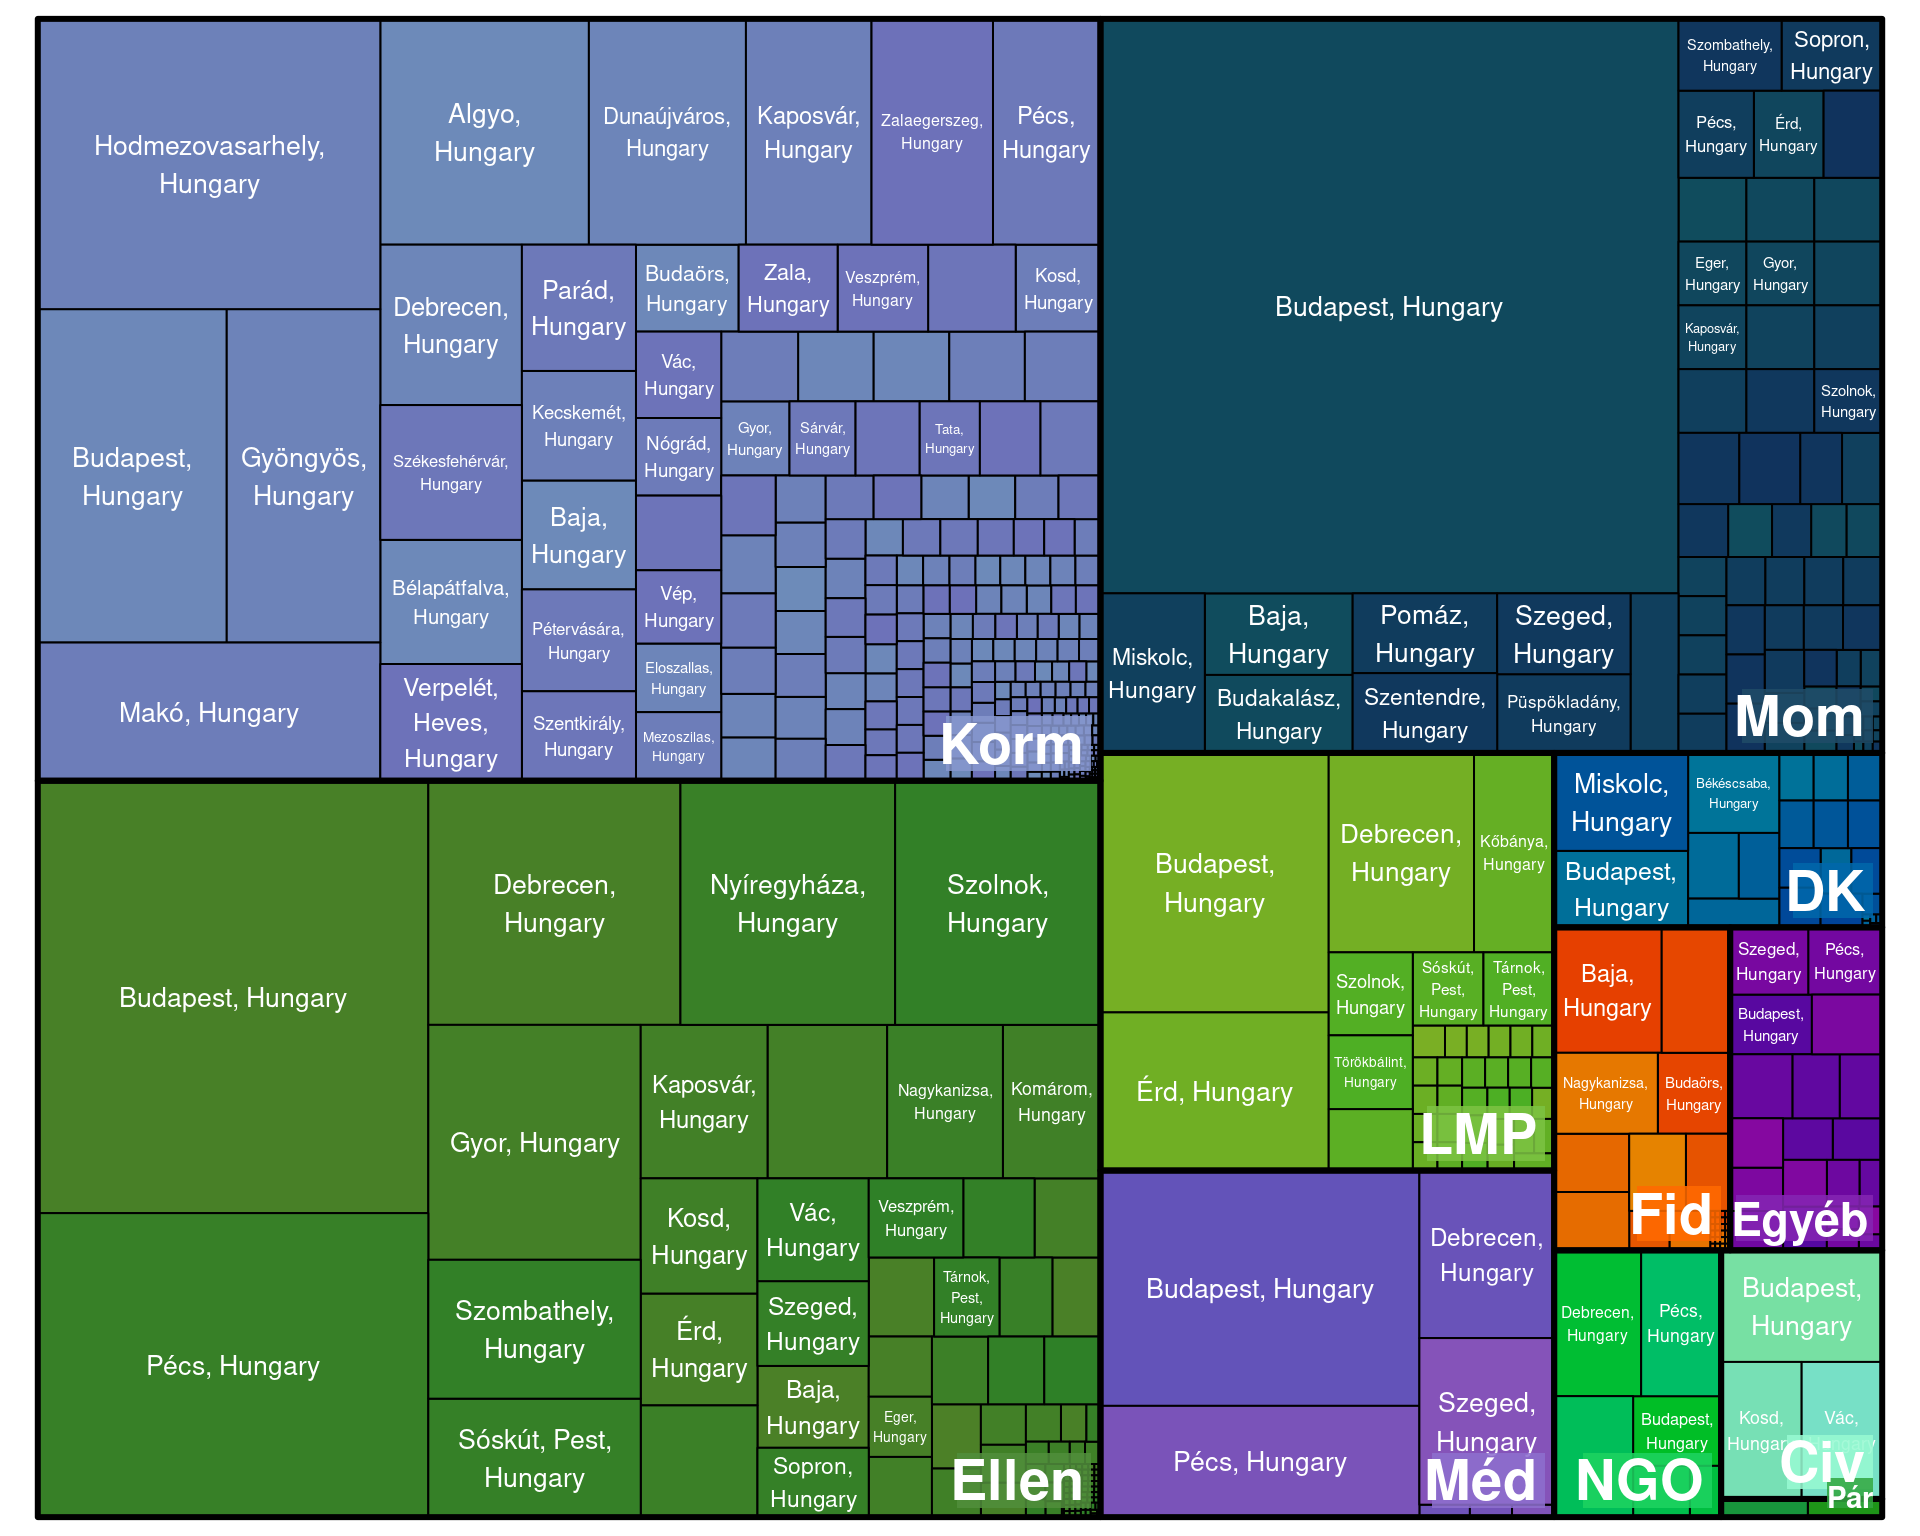 Hodmezovasarhely,
Hungary
Algyo,
Hungary
Dunaújváros,
Hungary
Kaposvár,
Hungary
Zalaegerszeg,
Hungary
Pécs,
Hungary
Budapest,
Hungary
Gyöngyös,
Hungary
Makó, Hungary
Debrecen,
Hungary
Székesfehérvár,
Hungary
Bélapátfalva,
Hungary
Verpelét,
Heves,
Hungary
Parád,
Hungary
Kecskemét,
Hungary
Baja,
Hungary
Pétervására,
Hungary
Szentkirály,
Hungary
Budaörs,
Hungary
Zala,
Hungary
Veszprém,
Hungary
Kosd,
Hungary
Vác,
Hungary
Nógrád,
Hungary
Vép,
Hungary
Eloszallas,
Hungary
Mezoszilas,
Hungary
Gyor,
Hungary
Sárvár,
Hungary
Tata,
Hungary
Korm
Budapest, Hungary
Miskolc,
Hungary
Baja,
Hungary
Budakalász,
Hungary
Pomáz,
Hungary
Szentendre,
Hungary
Szeged,
Hungary
Püspökladány,
Hungary
Szombathely,
Hungary
Sopron,
Hungary
Pécs,
Hungary
Érd,
Hungary
Eger,
Hungary
Gyor,
Hungary
Kaposvár,
Hungary
Szolnok,
Hungary
Mom
Budapest, Hungary
Pécs, Hungary
Debrecen,
Hungary
Nyíregyháza,
Hungary
Szolnok,
Hungary
Gyor, Hungary
Szombathely,
Hungary
Sóskút, Pest,
Hungary
Kaposvár,
Hungary
Nagykanizsa,
Hungary
Komárom,
Hungary
Kosd,
Hungary
Érd,
Hungary
Vác,
Hungary
Szeged,
Hungary
Baja,
Hungary
Sopron,
Hungary
Veszprém,
Hungary
Tárnok,
Pest,
Hungary
Eger,
Hungary
Ellen
Budapest,
Hungary
Érd, Hungary
Debrecen,
Hungary
Kőbánya,
Hungary
Szolnok,
Hungary
Sóskút,
Pest,
Hungary
Tárnok,
Pest,
Hungary
Törökbálint,
Hungary
LMP
Budapest, Hungary
Pécs, Hungary
Debrecen,
Hungary
Szeged,
Hungary
Méd
Miskolc,
Hungary
Budapest,
Hungary
Békéscsaba,
Hungary
DK
Baja,
Hungary
Nagykanizsa,
Hungary
Budaörs,
Hungary
Fid
Szeged,
Hungary
Pécs,
Hungary
Budapest,
Hungary
Egyéb
Debrecen,
Hungary
Pécs,
Hungary
Budapest,
Hungary
NGO
Budapest,
Hungary
Kosd,
Hungary
Vác,
Hungary
Civ
Pár